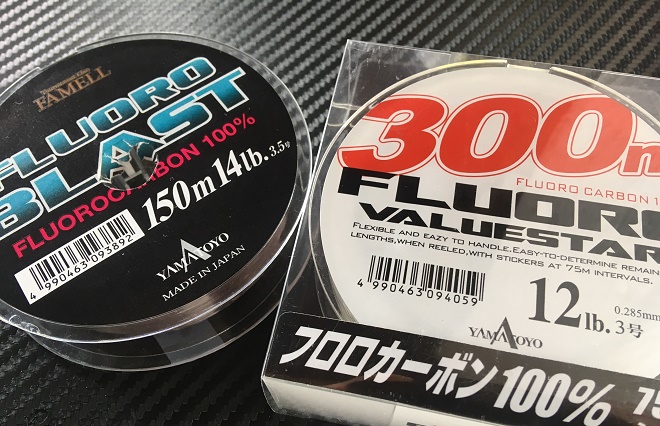 FAMELL
FLUORO
BLAST
FLUOROCARBON 100%
150m 14lb. 3.5号
4 990463 093892
YAMATOYO
MADE IN JAPAN
300m
FLUORO CARBON 1
FLUORO
VALUESTAR
FLEXIBLE AND EAZY TO HANDLE.EASY-TO-DETERMINE REMAIN
LENGTHS,WHEN REELED,WITH STICKERS AT 75M INTERVALS.
4 990463 094059
0.285mm
12lb. 3号
YAMATOYO
フロロカーボン100%